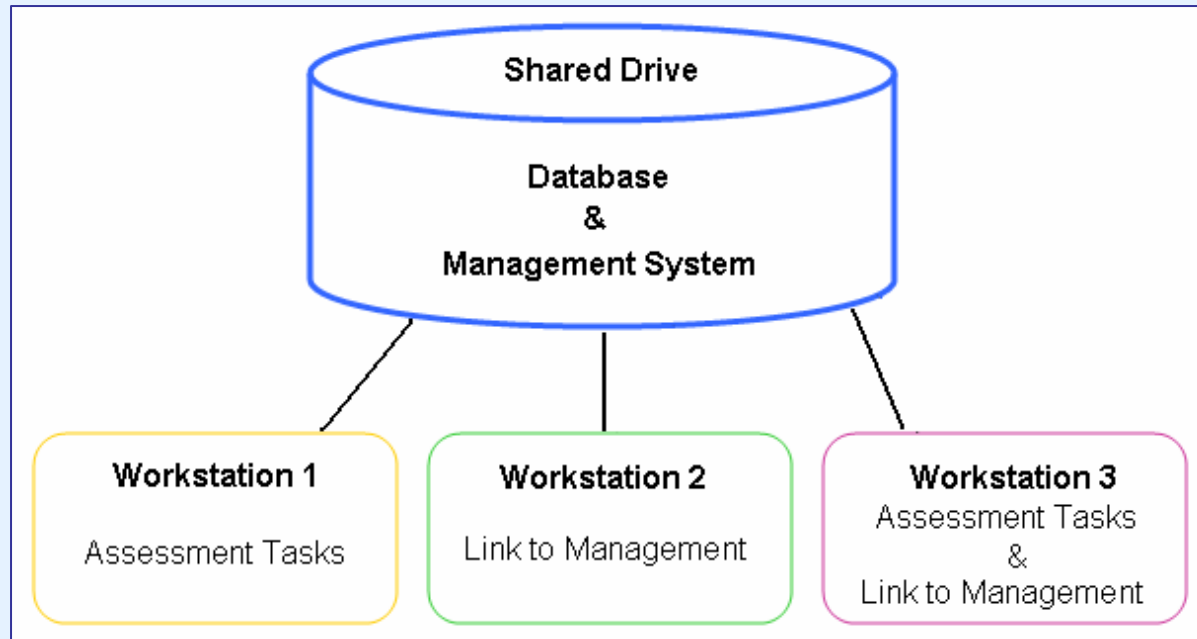 Shared Drive
Database
&
Management System
Workstation 1
Assessment Tasks
Workstation 2
Link to Management
Workstation 3
Assessment Tasks
&
Link to Management